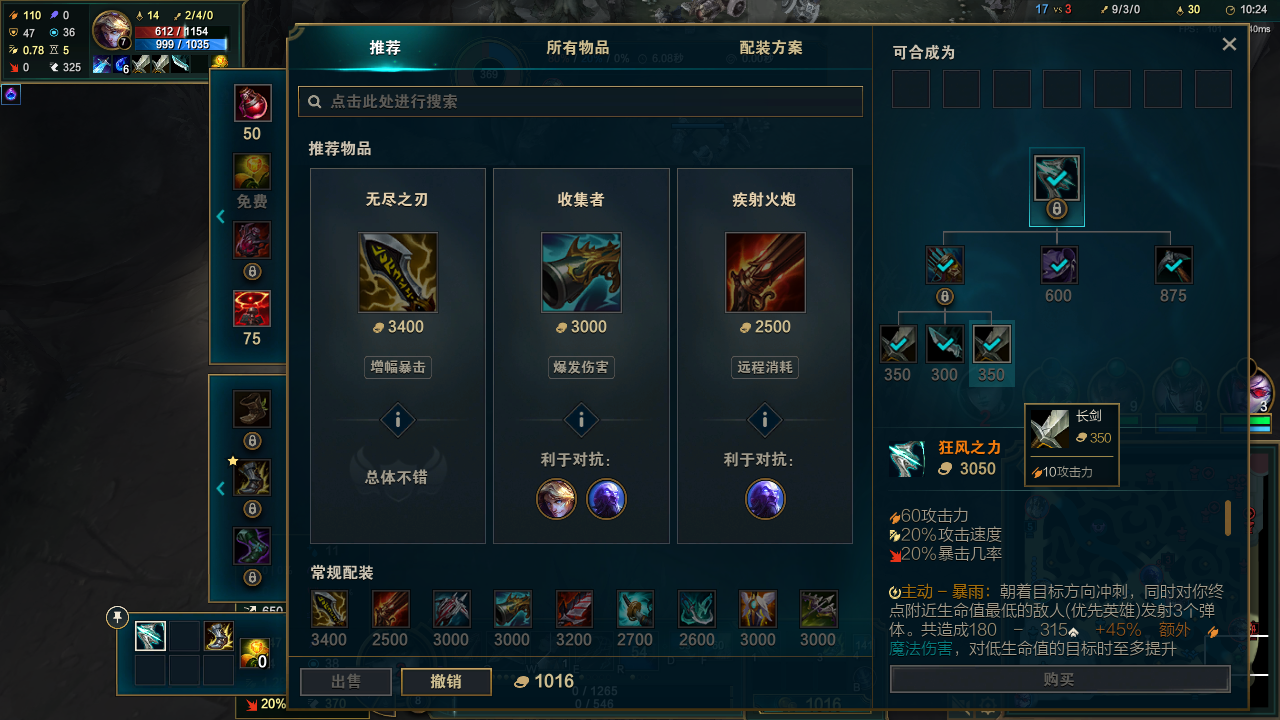 110 0
14 2/4/0
47 36
612 / 1154
0.78 5
999 / 1035
7
0 325
6
17 vs 3 9/3/0 30 10:24
推荐 所有物品 配装方案
点击此处进行搜索
推荐物品
无尽之刃 收集者 疾射火炮
3400 3000 2500
增幅暴击 爆发伤害 远程消耗
总体不错 利于对抗： 利于对抗：
常规配装
3400 2500 3000 3000 3200 2700 2600 3000 3000
出售 撤销 1016
50
免费
75
650
0
20%
可合成为
600 875
350 300 350
长剑
350
10攻击力
狂风之力
3050
60攻击力
20%攻击速度
20%暴击几率
主动 - 暴雨：朝着目标方向冲刺，同时对你终
点附近生命值最低的敌人(优先英雄)发射3个弹
体。共造成180 - 315 +45% 额外
魔法伤害，对低生命值的目标时至多提升
购买
3